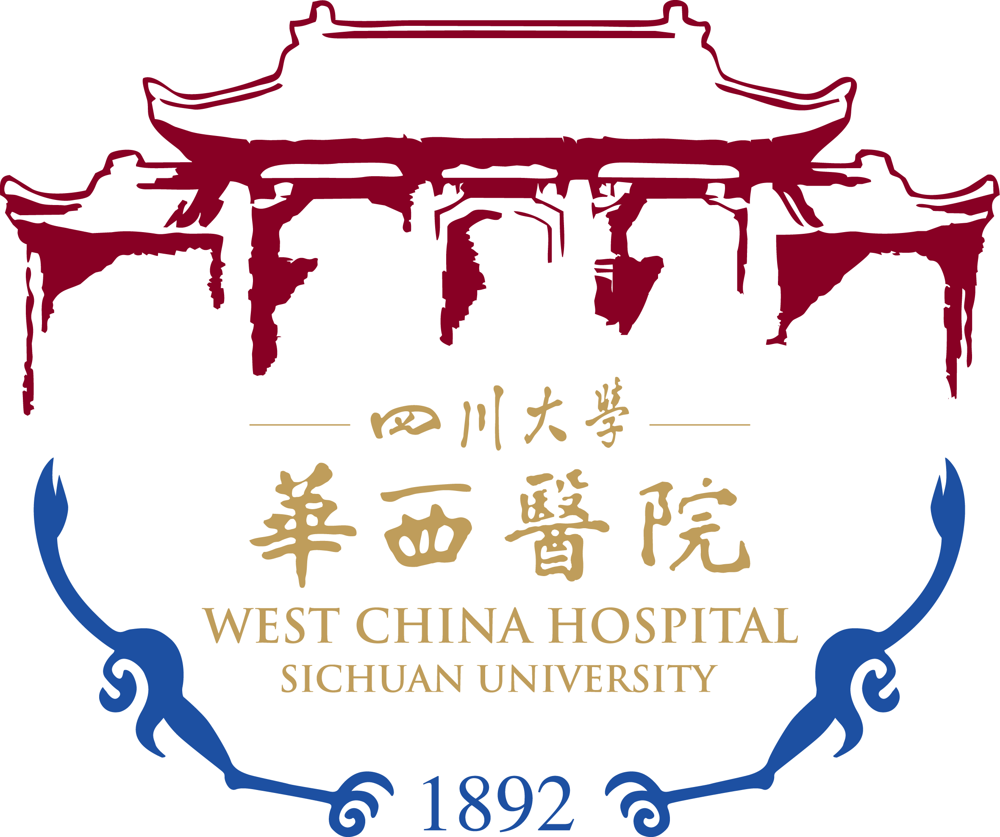 四川大學
華西醫院
WEST CHINA HOSPITAL
SICHUAN UNIVERSITY
1892